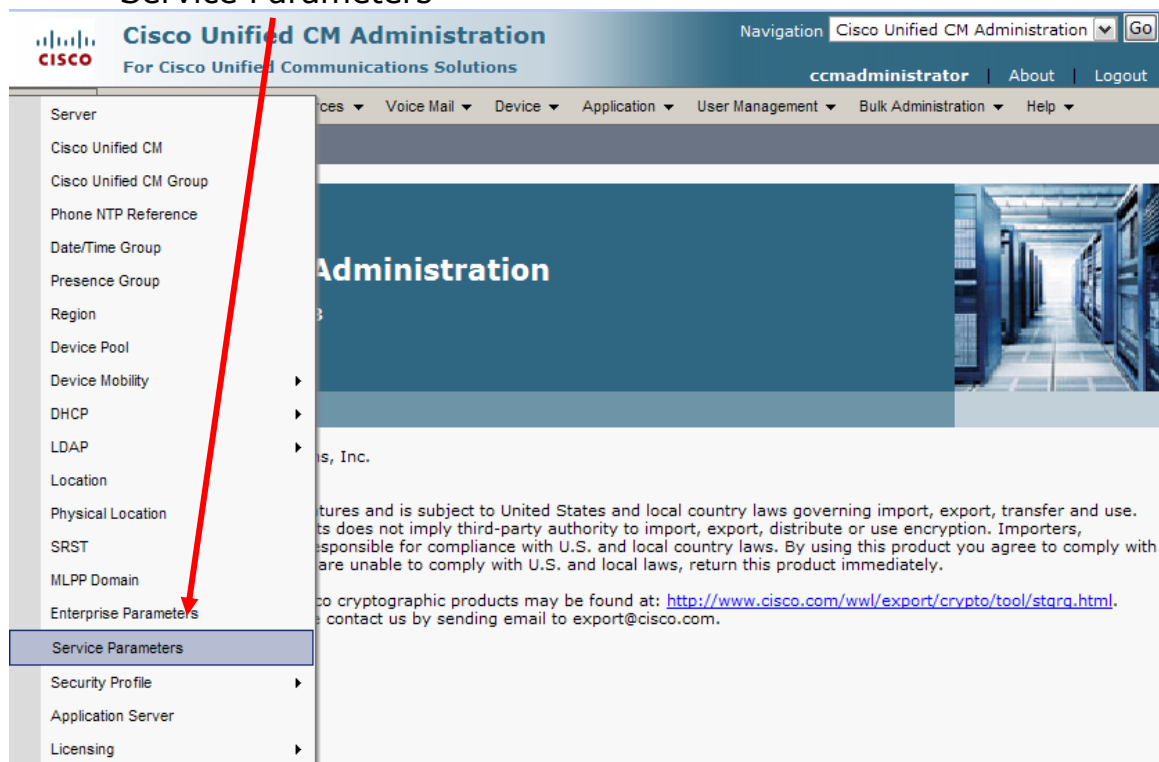 Service Parameters
Cisco Unified CM Administration
Navigation Cisco Unified CM Administration Go
CISCO
For Cisco Unified Communications Solutions
ccmadministrator | About | Logout
rces Voice Mail Device Application User Management Bulk Administration Help
Server
Cisco Unified CM
Cisco Unified CM Group
Phone NTP Reference
Date/Time Group
Presence Group
Administration
Region
3
Device Pool
Device Mobility
DHCP
LDAP
ns, Inc.
Location
Physical Location
tures and is subject to United States and local country laws governing import, export, transfer and use.
ts does not imply third-party authority to import, export, distribute or use encryption. Importers,
SRST
esponsible for compliance with U.S. and local country laws. By using this product you agree to comply with
are unable to comply with U.S. and local laws, return this product immediately.
MLPP Domain
Enterprise Parameters
co cryptographic products may be found at: http://www.cisco.com/wwl/export/crypto/tool/stqrg.html.
contact us by sending email to export@cisco.com.
Service Parameters
Security Profile
Application Server
Licensing